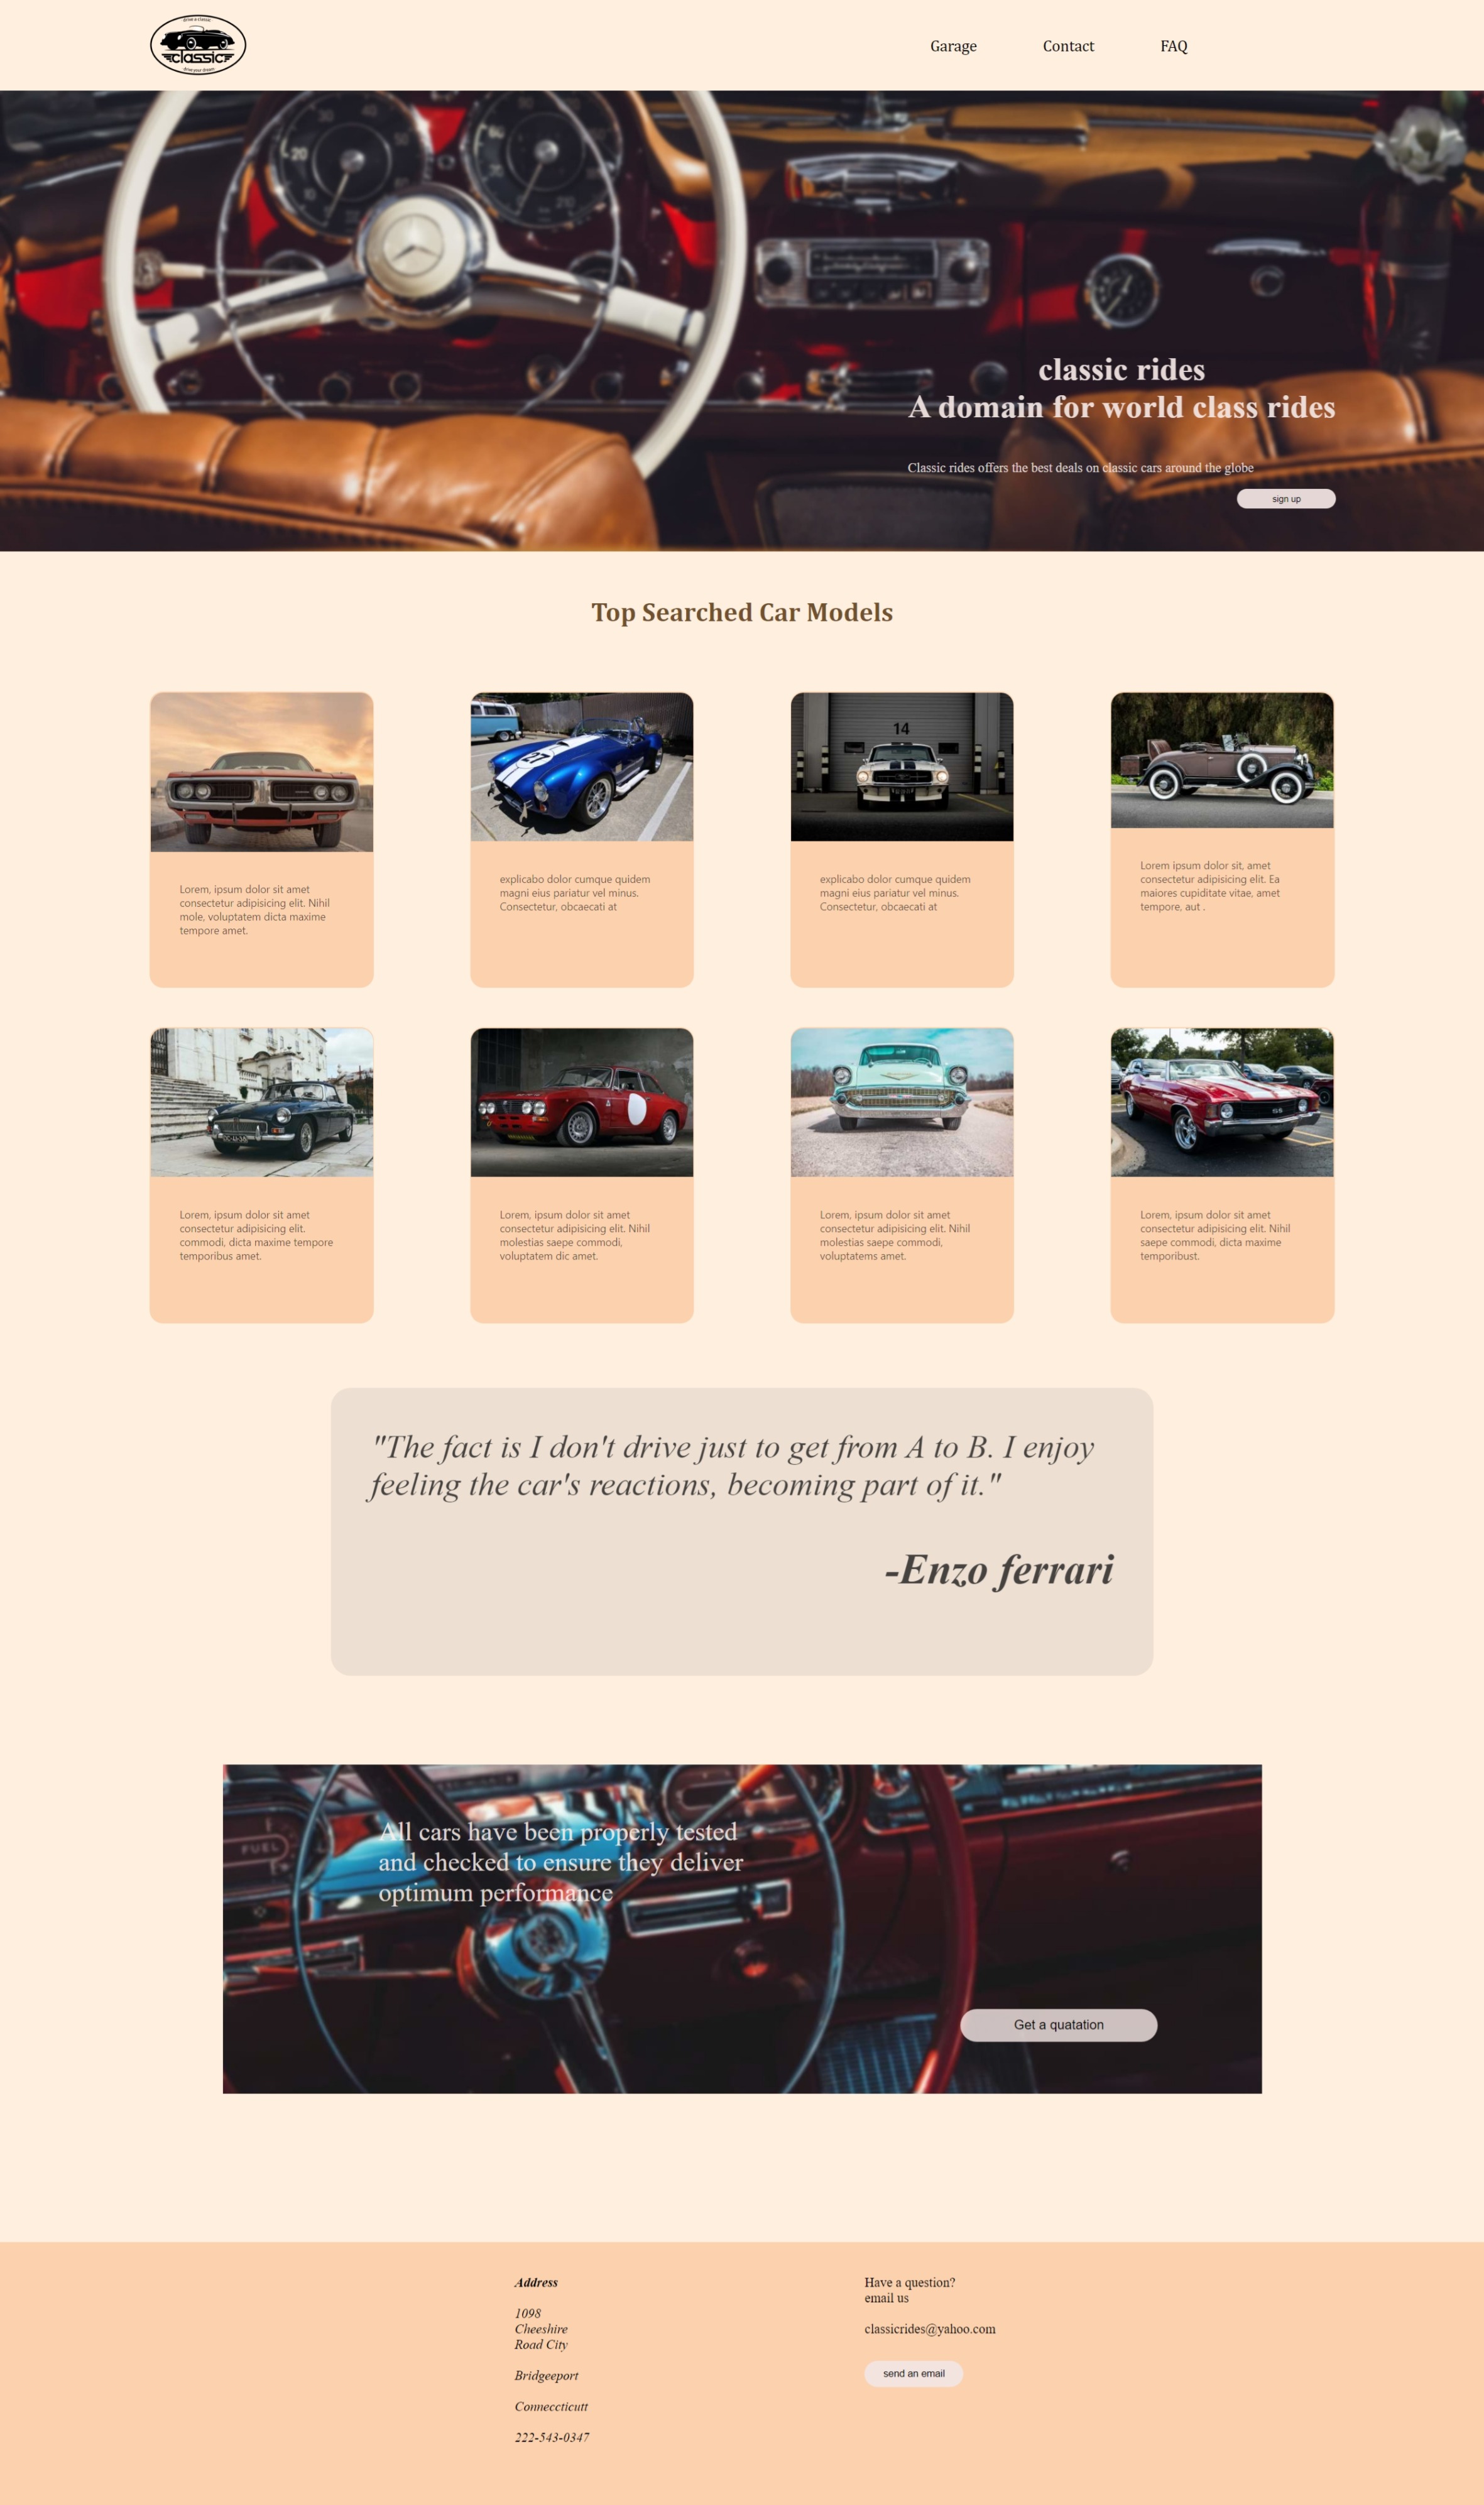 drive a classic
classic
drive your dream
Garage
Contact
FAQ
classic rides
A domain for world class rides
Classic rides offers the best deals on classic cars around the globe
sign up
Top Searched Car Models
27
14
Lorem, ipsum dolor sit amet
consectetur adipisicing elit. Nihil
mole, voluptatem dicta maxime
tempore amet.
explicabo dolor cumque quidem
magni eius pariatur vel minus.
Consectetur, obcaecati at
explicabo dolor cumque quidem
magni eius pariatur vel minus.
Consectetur, obcaecati at
Lorem ipsum dolor sit, amet
consectetur adipisicing elit. Ea
maiores cupiditate vitae, amet
tempore, aut .
Lorem, ipsum dolor sit amet
consectetur adipisicing elit.
commodi, dicta maxime tempore
temporibus amet.
Lorem, ipsum dolor sit amet
consectetur adipisicing elit. Nihil
molestias saepe commodi,
voluptatem dic amet.
Lorem, ipsum dolor sit amet
consectetur adipisicing elit. Nihil
molestias saepe commodi,
voluptatems amet.
Lorem, ipsum dolor sit amet
consectetur adipisicing elit. Nihil
saepe commodi, dicta maxime
temporibust.
"The fact is I don't drive just to get from A to B. I enjoy
feeling the car's reactions, becoming part of it."
-Enzo ferrari
All cars have been properly tested
and checked to ensure they deliver
optimum performance
FUEL
Get a quatation
Address
1098
Cheeshire
Road City
Bridgeeport
Conneccticutt
222-543-0347
Have a question?
email us
classicrides@yahoo.com
send an email